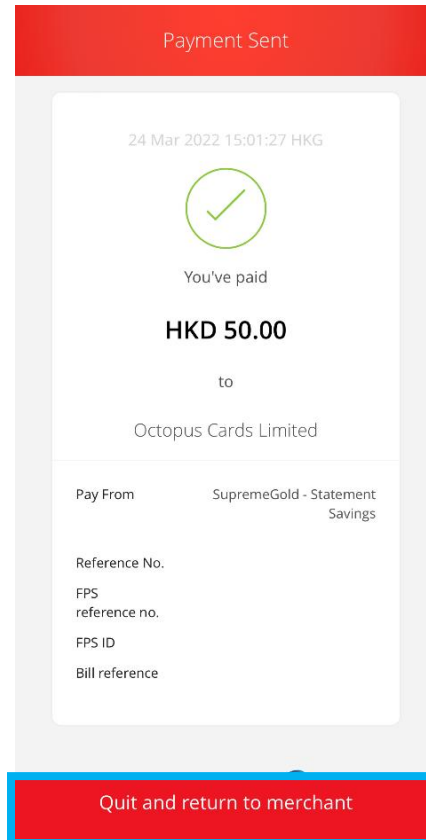 Payment Sent
24 Mar 2022 15:01:27 HKG
You've paid
HKD 50.00
to
Octopus Cards Limited
Pay From SupremeGold - Statement
Savings
Reference No.
FPS
reference no.
FPS ID
Bill reference
Quit and return to merchant